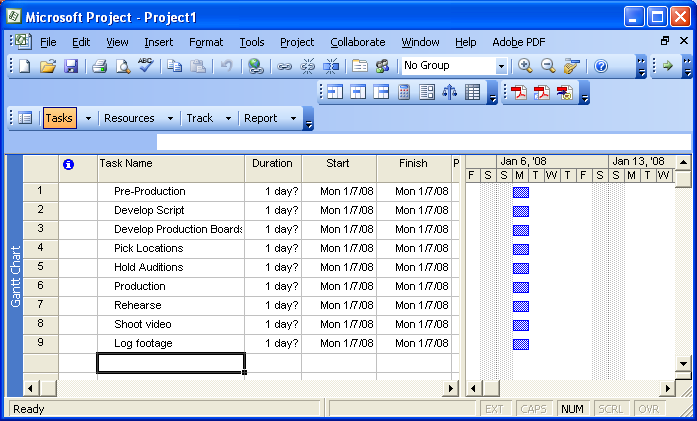 Microsoft Project - Project1
File Edit View Insert Format Tools Project Collaborate Window Help Adobe PDF
No Group
Tasks Resources Track Report
Task Name Duration Start Finish P Jan 6, '08 Jan 13, '08
F S S M T W T F S S M T W
1 Pre-Production 1 day? Mon 1/7/08 Mon 1/7/08
2 Develop Script 1 day? Mon 1/7/08 Mon 1/7/08
3 Develop Production Boards 1 day? Mon 1/7/08 Mon 1/7/08
4 Pick Locations 1 day? Mon 1/7/08 Mon 1/7/08
5 Hold Auditions 1 day? Mon 1/7/08 Mon 1/7/08
6 Production 1 day? Mon 1/7/08 Mon 1/7/08
7 Rehearse 1 day? Mon 1/7/08 Mon 1/7/08
8 Shoot video 1 day? Mon 1/7/08 Mon 1/7/08
9 Log footage 1 day? Mon 1/7/08 Mon 1/7/08
Gantt Chart
Ready EXT CAPS NUM SCRL OVR